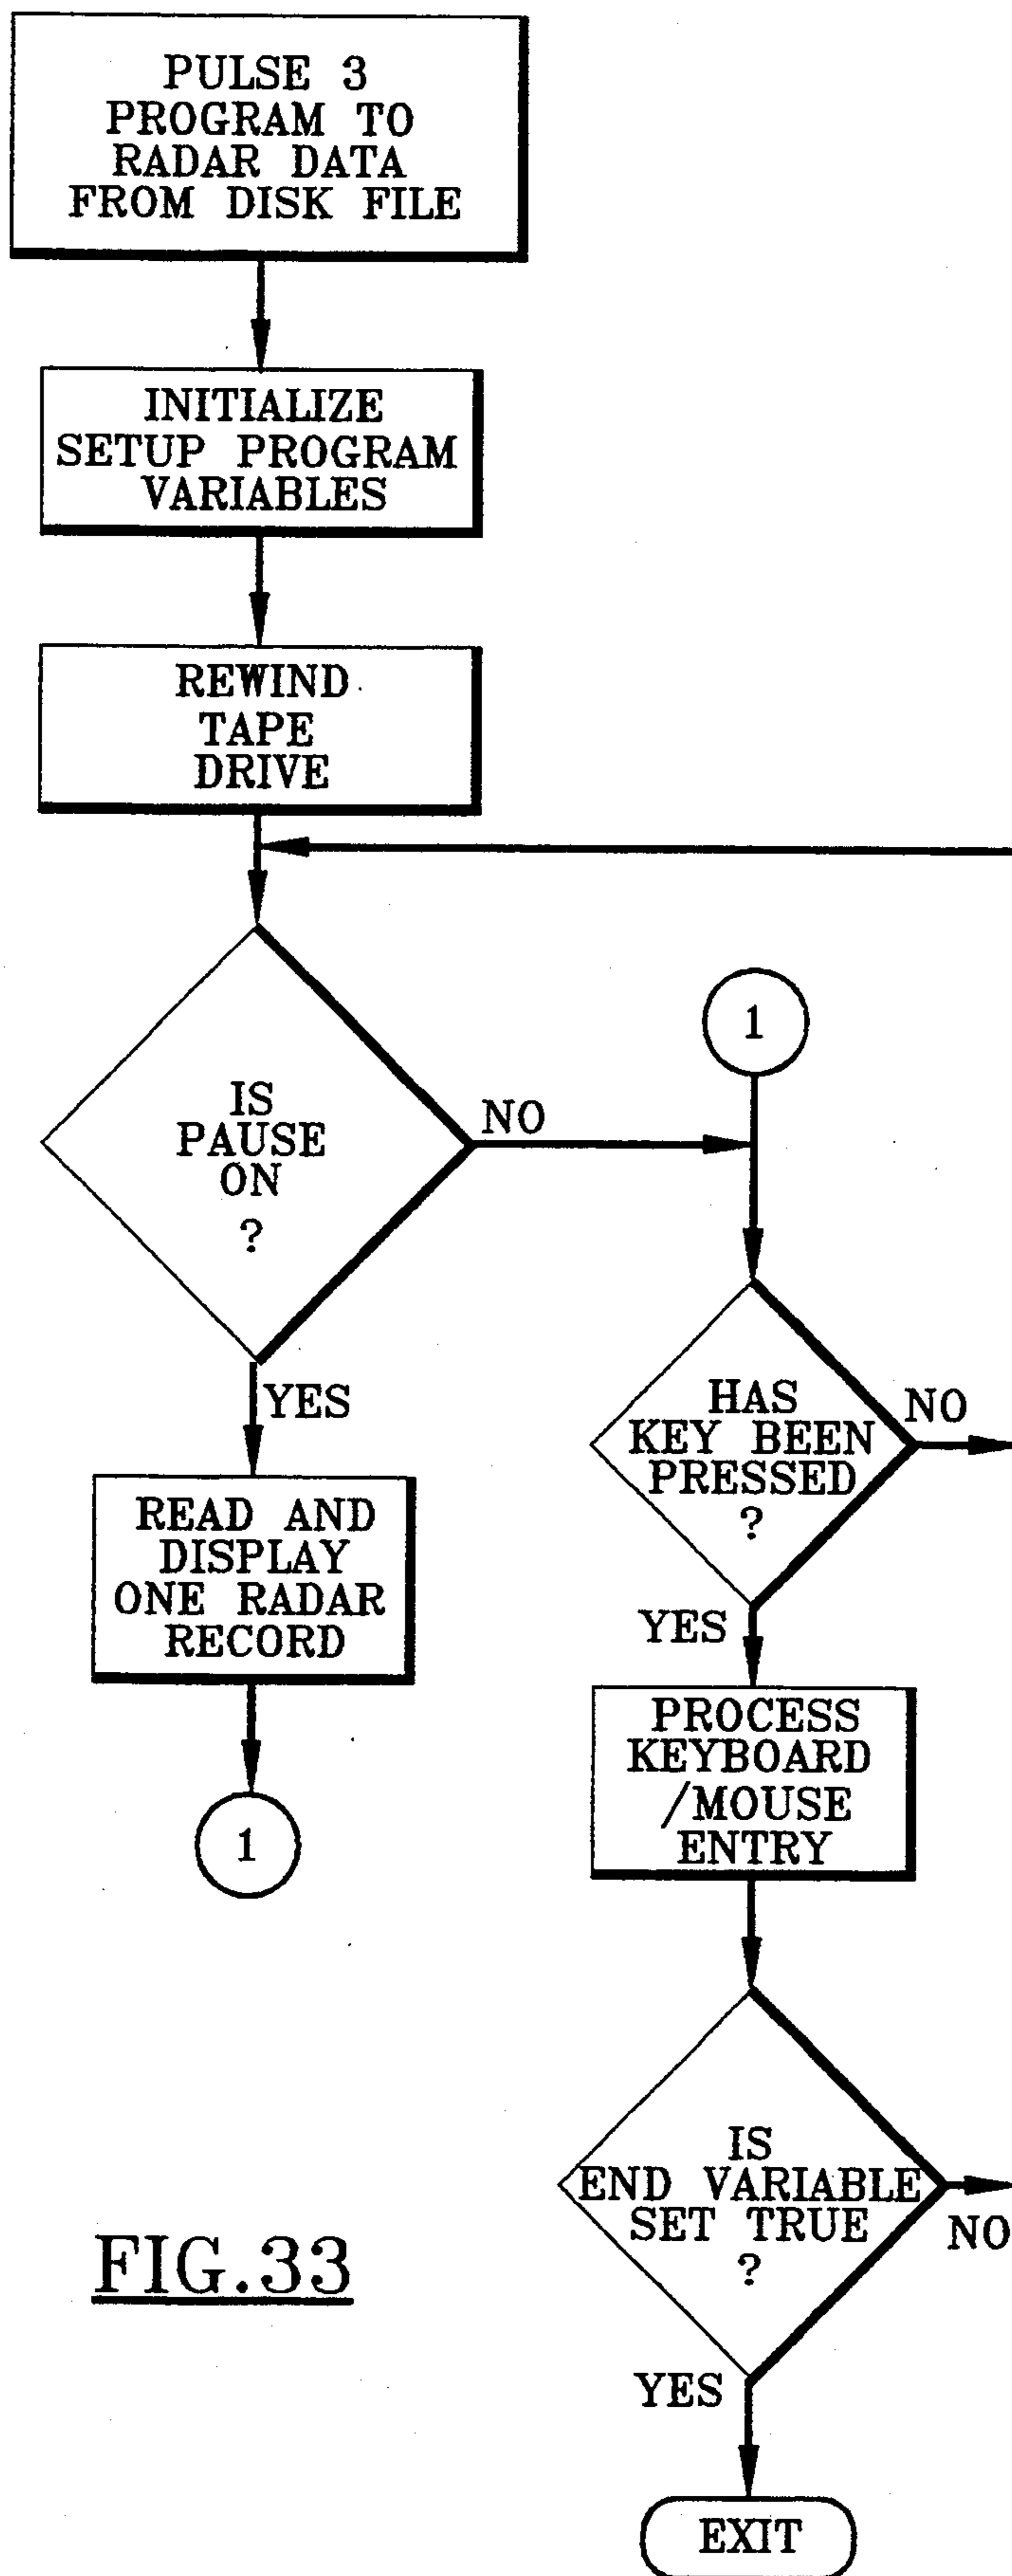 PULSE 3
PROGRAM TO
RADAR DATA
FROM DISK FILE
INITIALIZE
SETUP PROGRAM
VARIABLES
REWIND
TAPE
DRIVE
IS
PAUSE
ON
?
NO
YES
READ AND
DISPLAY
ONE RADAR
RECORD
1
1
HAS
KEY BEEN
PRESSED
?
NO
YES
PROCESS
KEYBOARD
/MOUSE
ENTRY
IS
END VARIABLE
SET TRUE
?
NO
YES
EXIT
FIG.33